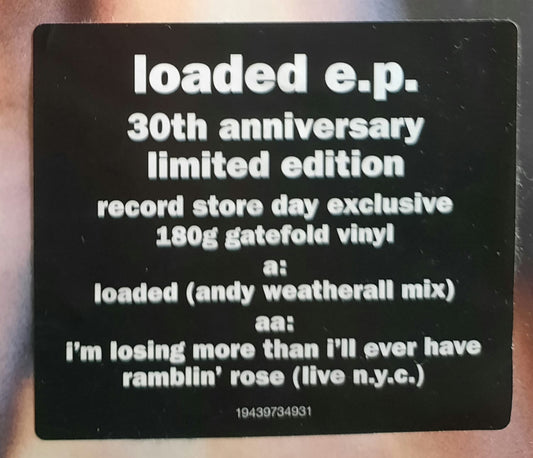 loaded e.p.
30th anniversary
limited edition
record store day exclusive
180g gatefold vinyl
a:
loaded (andy weatherall mix)
aa:
i'm losing more than i'll ever have
ramblin' rose (live n.y.c.)
19439734931